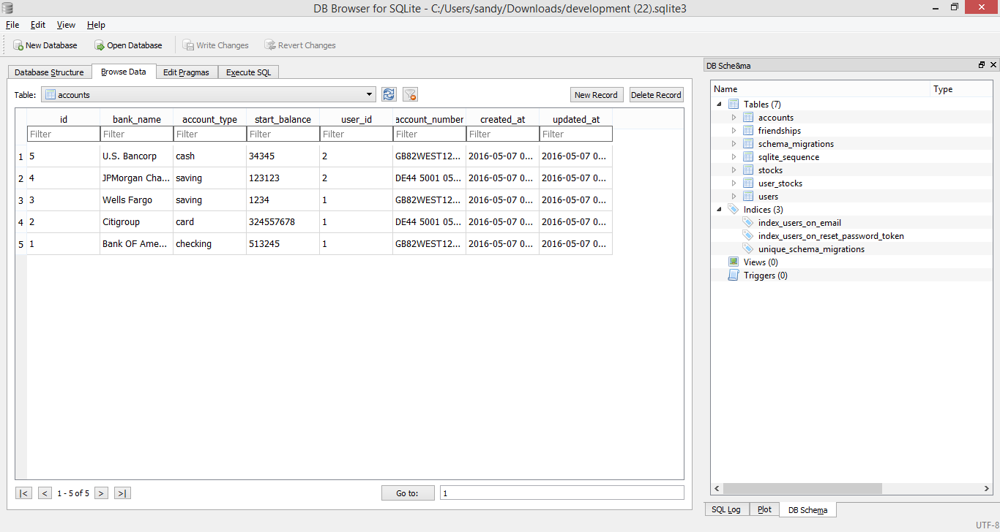 DB Browser for SQLite - C:/Users/sandy/Downloads/development (22).sqlite3
File Edit View Help
New Database Open Database Write Changes Revert Changes
Database Structure Browse Data Edit Pragmas Execute SQL
Table: accounts New Record Delete Record
id bank_name account_type start_balance user_id account_number created_at updated_at
Filter Filter Filter Filter Filter Filter Filter Filter
1 5 U.S. Bancorp cash 34345 2 GB82WEST12... 2016-05-07 0... 2016-05-07 0...
2 4 JPMorgan Cha... saving 123123 2 DE44 5001 05... 2016-05-07 0... 2016-05-07 0...
3 3 Wells Fargo saving 1234 1 GB82WEST12... 2016-05-07 0... 2016-05-07 0...
4 2 Citigroup card 324557678 1 DE44 5001 05... 2016-05-07 0... 2016-05-07 0...
5 1 Bank OF Ame... checking 513245 1 GB82WEST12... 2016-05-07 0... 2016-05-07 0...
|< < 1 - 5 of 5 > >| Go to: 1
DB Sche&ma
Name Type
Tables (7)
accounts
friendships
schema_migrations
sqlite_sequence
stocks
user_stocks
users
Indices (3)
index_users_on_email
index_users_on_reset_password_token
unique_schema_migrations
Views (0)
Triggers (0)
SQL Log Plot DB Schema
UTF-8